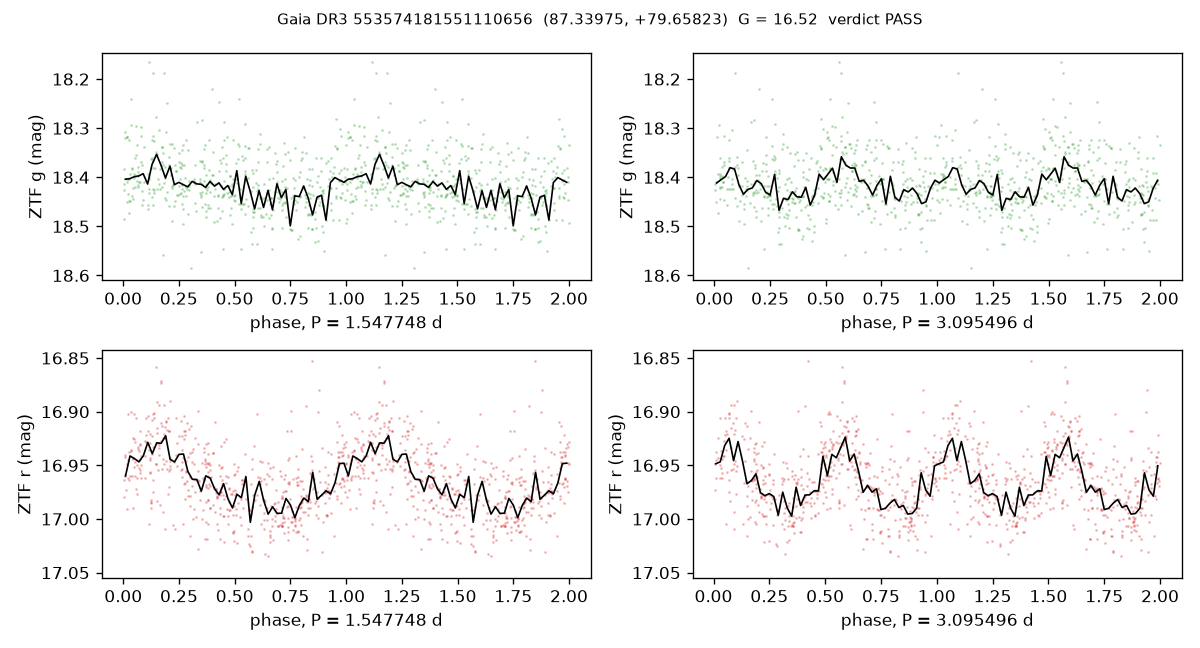 Gaia DR3 553574181551110656  (87.33975, +79.65823)  G = 16.52  verdict PASS
18.2
18.3
18.4
18.5
18.6
ZTF g (mag)
0.00 0.25 0.50 0.75 1.00 1.25 1.50 1.75 2.00
phase, P = 1.547748 d
18.2
18.3
18.4
18.5
18.6
ZTF g (mag)
0.00 0.25 0.50 0.75 1.00 1.25 1.50 1.75 2.00
phase, P = 3.095496 d
16.85
16.90
16.95
17.00
17.05
ZTF r (mag)
0.00 0.25 0.50 0.75 1.00 1.25 1.50 1.75 2.00
phase, P = 1.547748 d
16.85
16.90
16.95
17.00
17.05
ZTF r (mag)
0.00 0.25 0.50 0.75 1.00 1.25 1.50 1.75 2.00
phase, P = 3.095496 d